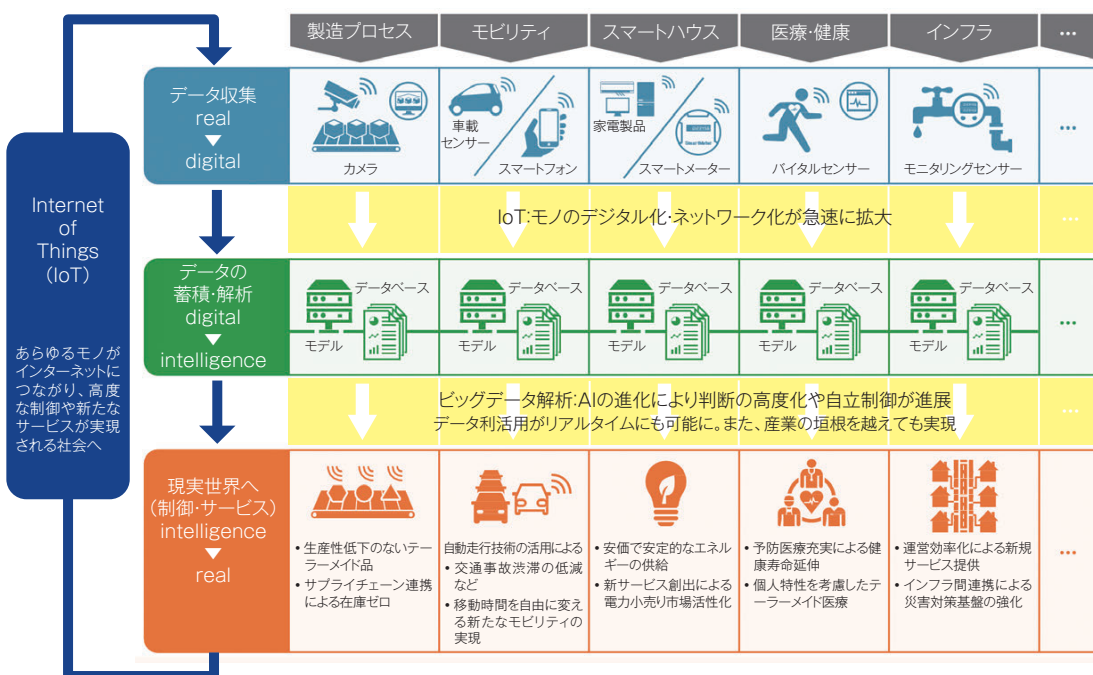 製造プロセス
モビリティ
スマートハウス
医療・健康
インフラ
…
Internet
of
Things
(IoT)
あらゆるモノが
インターネットに
つながり、高度
な制御や新たな
サービスが実現
される社会へ
データ収集
real
▼
digital
カメラ
車載
センサー
スマートフォン
家電製品
スマートメーター
バイタルセンサー
モニタリングセンサー
…
IoT:モノのデジタル化・ネットワーク化が急速に拡大
…
データの
蓄積・解析
digital
▼
intelligence
データベース
モデル
データベース
モデル
データベース
モデル
データベース
モデル
データベース
モデル
…
ビッグデータ解析:AIの進化により判断の高度化や自立制御が進展
データ利活用がリアルタイムにも可能に。また、産業の垣根を越えても実現
…
現実世界へ
(制御・サービス)
intelligence
▼
real
• 生産性低下のないテー
ラーメイド品
• サプライチェーン連携
による在庫ゼロ
自動走行技術の活用による
• 交通事故渋滞の低減
など
• 移動時間を自由に変え
る新たなモビリティの
実現
• 安価で安定的なエネル
ギーの供給
• 新サービス創出による
電力小売り市場活性化
• 予防医療充実による健
康寿命延伸
• 個人特性を考慮したテ
ーラーメイド医療
• 運営効率化による新規
サービス提供
• インフラ間連携による
災害対策基盤の強化
…